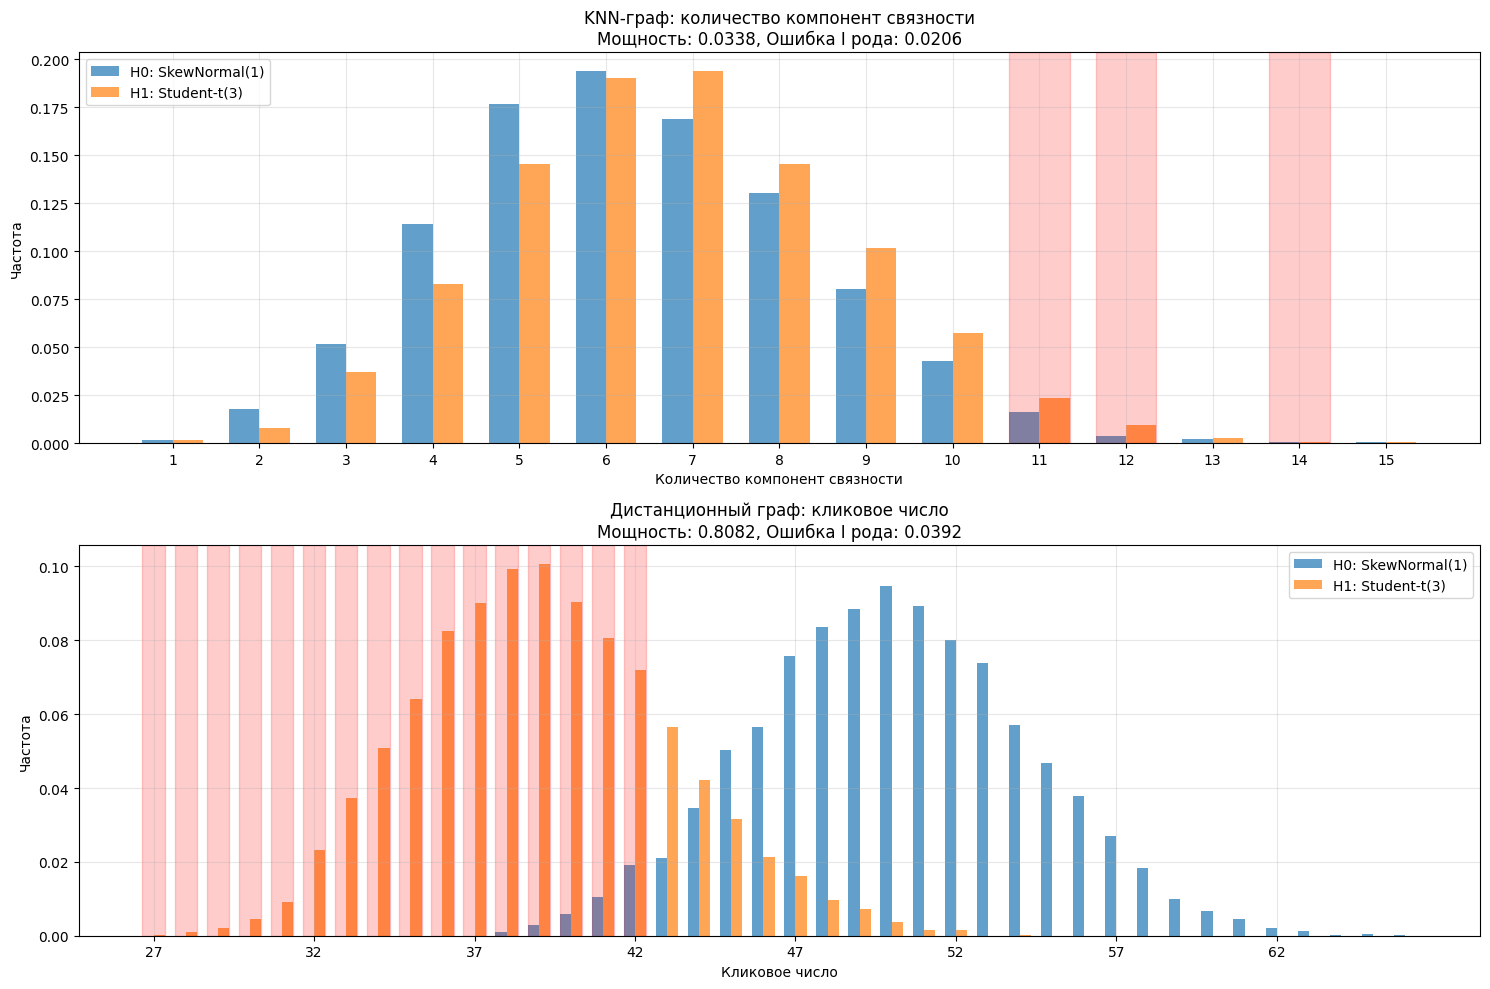 KNN-граф: количество компонент связности
Мощность: 0.0338, Ошибка I рода: 0.0206
H0: SkewNormal(1)
H1: Student-t(3)
Частота
0.200
0.175
0.150
0.125
0.100
0.075
0.050
0.025
0.000
1 2 3 4 5 6 7 8 9 10 11 12 13 14 15
Количество компонент связности
Дистанционный граф: кликовое число
Мощность: 0.8082, Ошибка I рода: 0.0392
H0: SkewNormal(1)
H1: Student-t(3)
Частота
0.10
0.08
0.06
0.04
0.02
0.00
27 32 37 42 47 52 57 62
Кликовое число